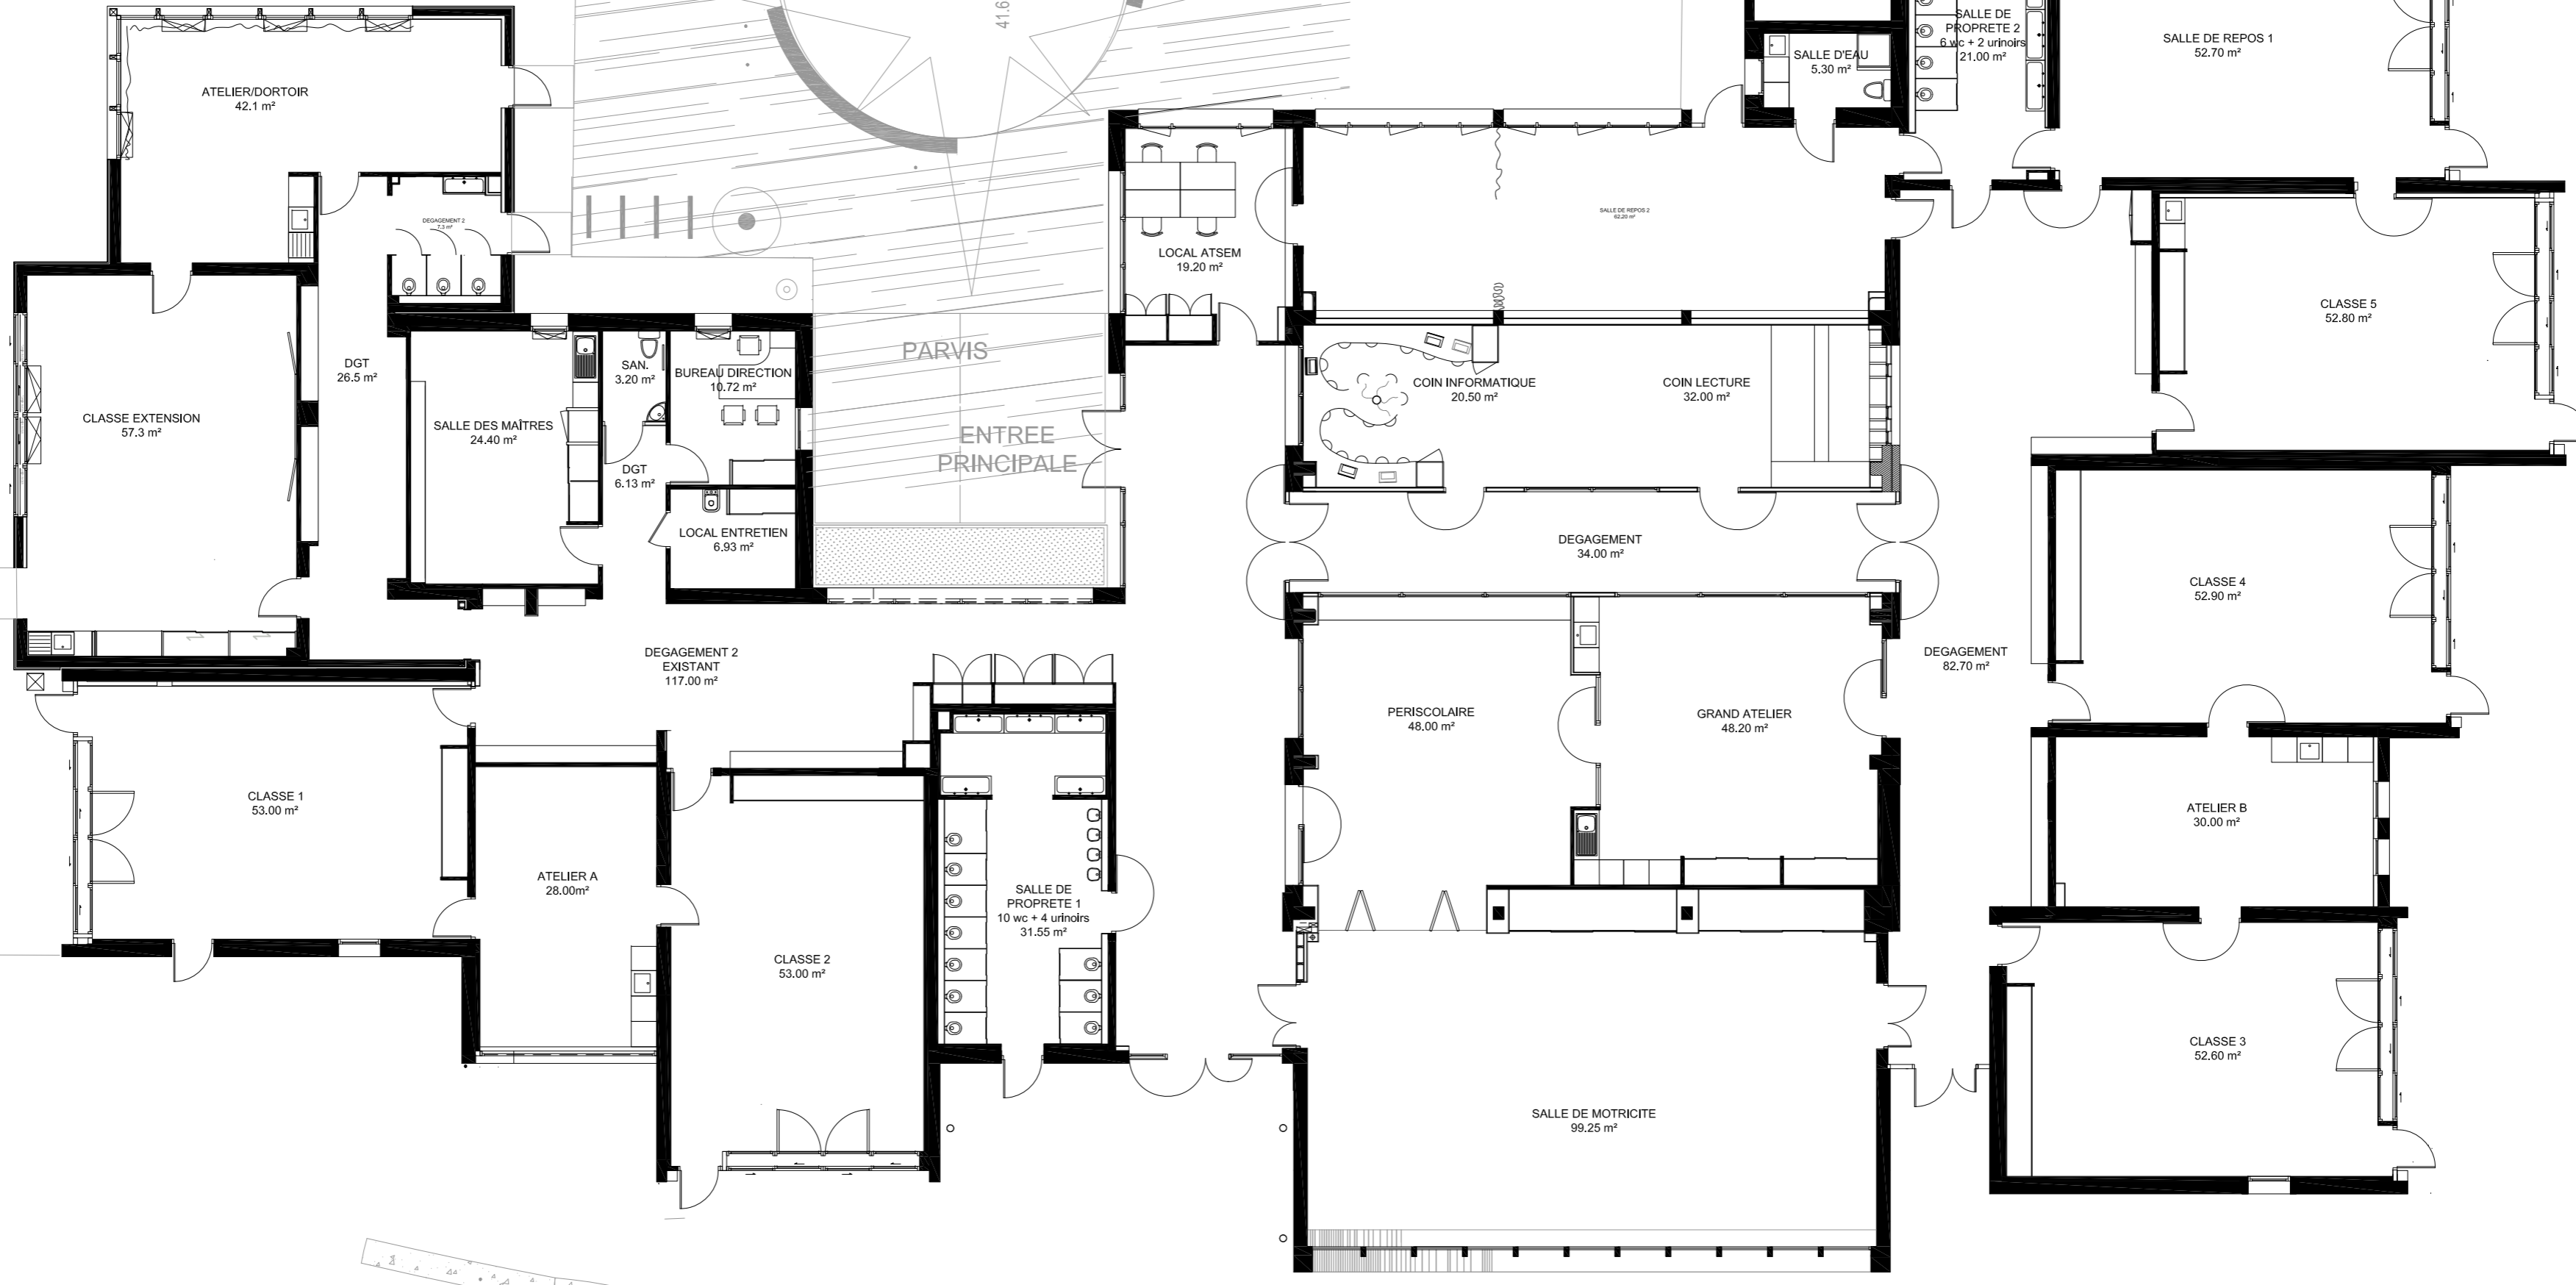 41.6
SALLE DE
PROPRETE 2
6 wc + 2 urinoirs
21.00 m²
SALLE DE REPOS 1
52.70 m²
SALLE D'EAU
5.30 m²
ATELIER/DORTOIR
42.1 m²
DEGAGEMENT 2
7.3 m²
SALLE DE REPOS 2
62.20 m²
LOCAL ATSEM
19.20 m²
CLASSE 5
52.80 m²
DGT
26.5 m²
SAN.
3.20 m²
BUREAU DIRECTION
10.72 m²
PARVIS
COIN INFORMATIQUE
20.50 m²
COIN LECTURE
32.00 m²
CLASSE EXTENSION
57.3 m²
SALLE DES MAÎTRES
24.40 m²
ENTREE
PRINCIPALE
DGT
6.13 m²
LOCAL ENTRETIEN
6.93 m²
DEGAGEMENT
34.00 m²
CLASSE 4
52.90 m²
DEGAGEMENT 2
EXISTANT
117.00 m²
DEGAGEMENT
82.70 m²
PERISCOLAIRE
48.00 m²
GRAND ATELIER
48.20 m²
CLASSE 1
53.00 m²
ATELIER B
30.00 m²
ATELIER A
28.00m²
SALLE DE
PROPRETE 1
10 wc + 4 urinoirs
31.55 m²
CLASSE 2
53.00 m²
CLASSE 3
52.60 m²
SALLE DE MOTRICITE
99.25 m²